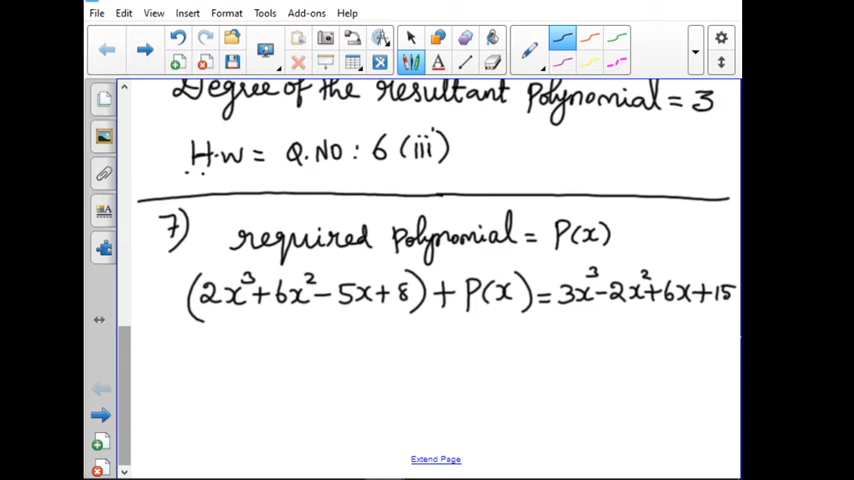 File Edit View Insert Format Tools Add-ons Help
Degree of the resultant polynomial = 3
H.W = Q.NO: 6 (iii)
7) required polynomial = P(x)
(2x³+6x²-5x+8)+P(x)=3x³-2x²+6x+15
Extend Page